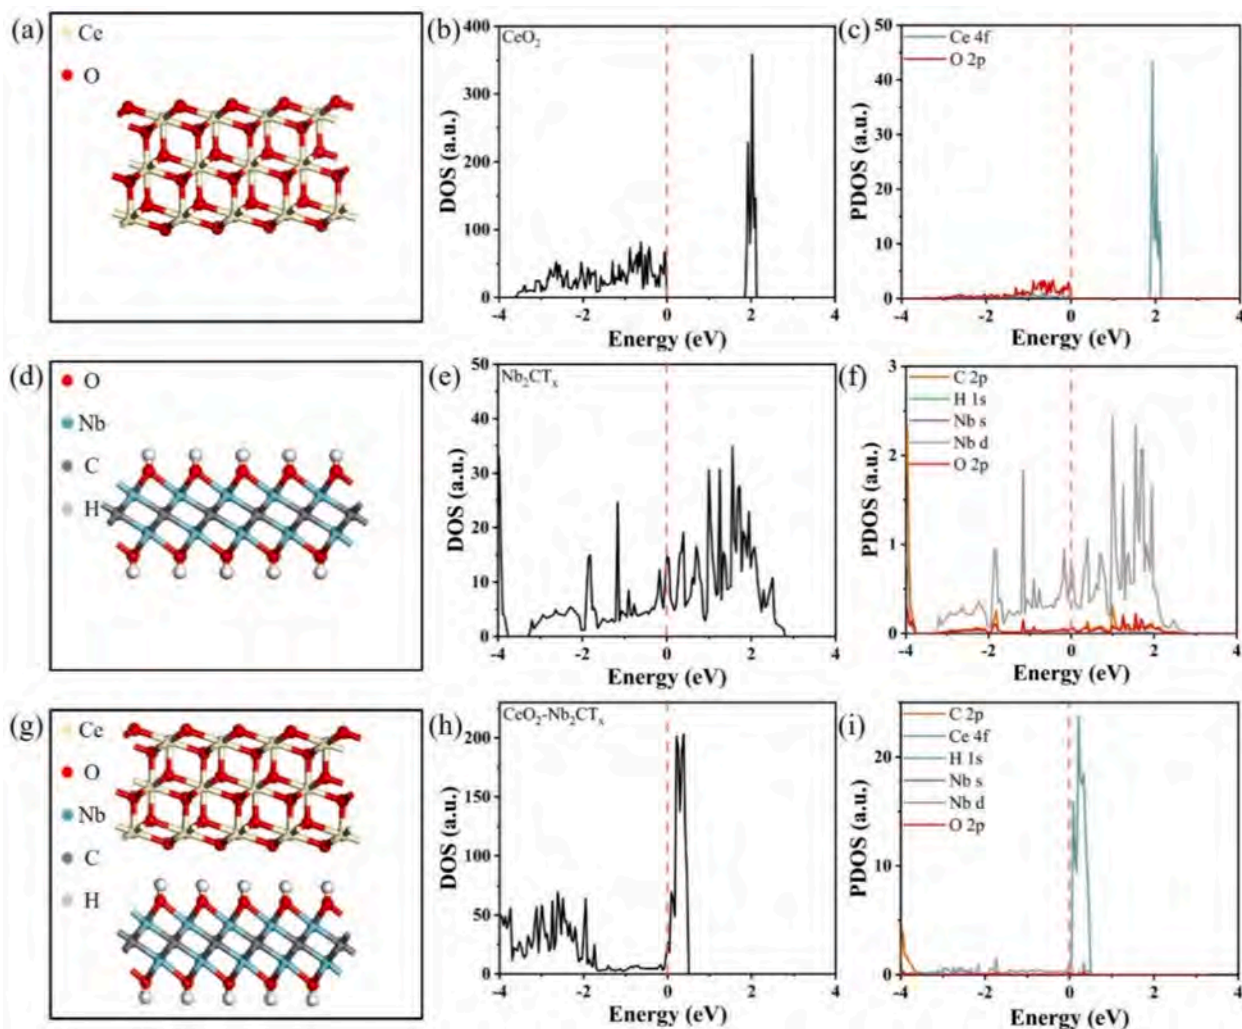 (a)
Ce
O
(b)
CeO₂
400
300
200
100
50
0
-4 -2 0 2 4
DOS (a.u.)
Energy (eV)
(c)
Ce 4f
O 2p
50
40
30
20
10
0
-4 -2 0 2 4
PDOS (a.u.)
Energy (eV)
(d)
O
Nb
C
H
(e)
Nb₂CTₓ
50
40
30
20
10
0
-4 -2 0 2 4
DOS (a.u.)
Energy (eV)
(f)
C 2p
H 1s
Nb s
Nb d
O 2p
3
2
1
0
-4 -2 0 2 4
PDOS (a.u.)
Energy (eV)
(g)
Ce
O
Nb
C
H
(h)
CeO₂-Nb₂CTₓ
200
150
100
50
0
-4 -2 0 2 4
DOS (a.u.)
Energy (eV)
(i)
C 2p
Ce 4f
H 1s
Nb s
Nb d
O 2p
20
10
0
-4 -2 0 2 4
PDOS (a.u.)
Energy (eV)